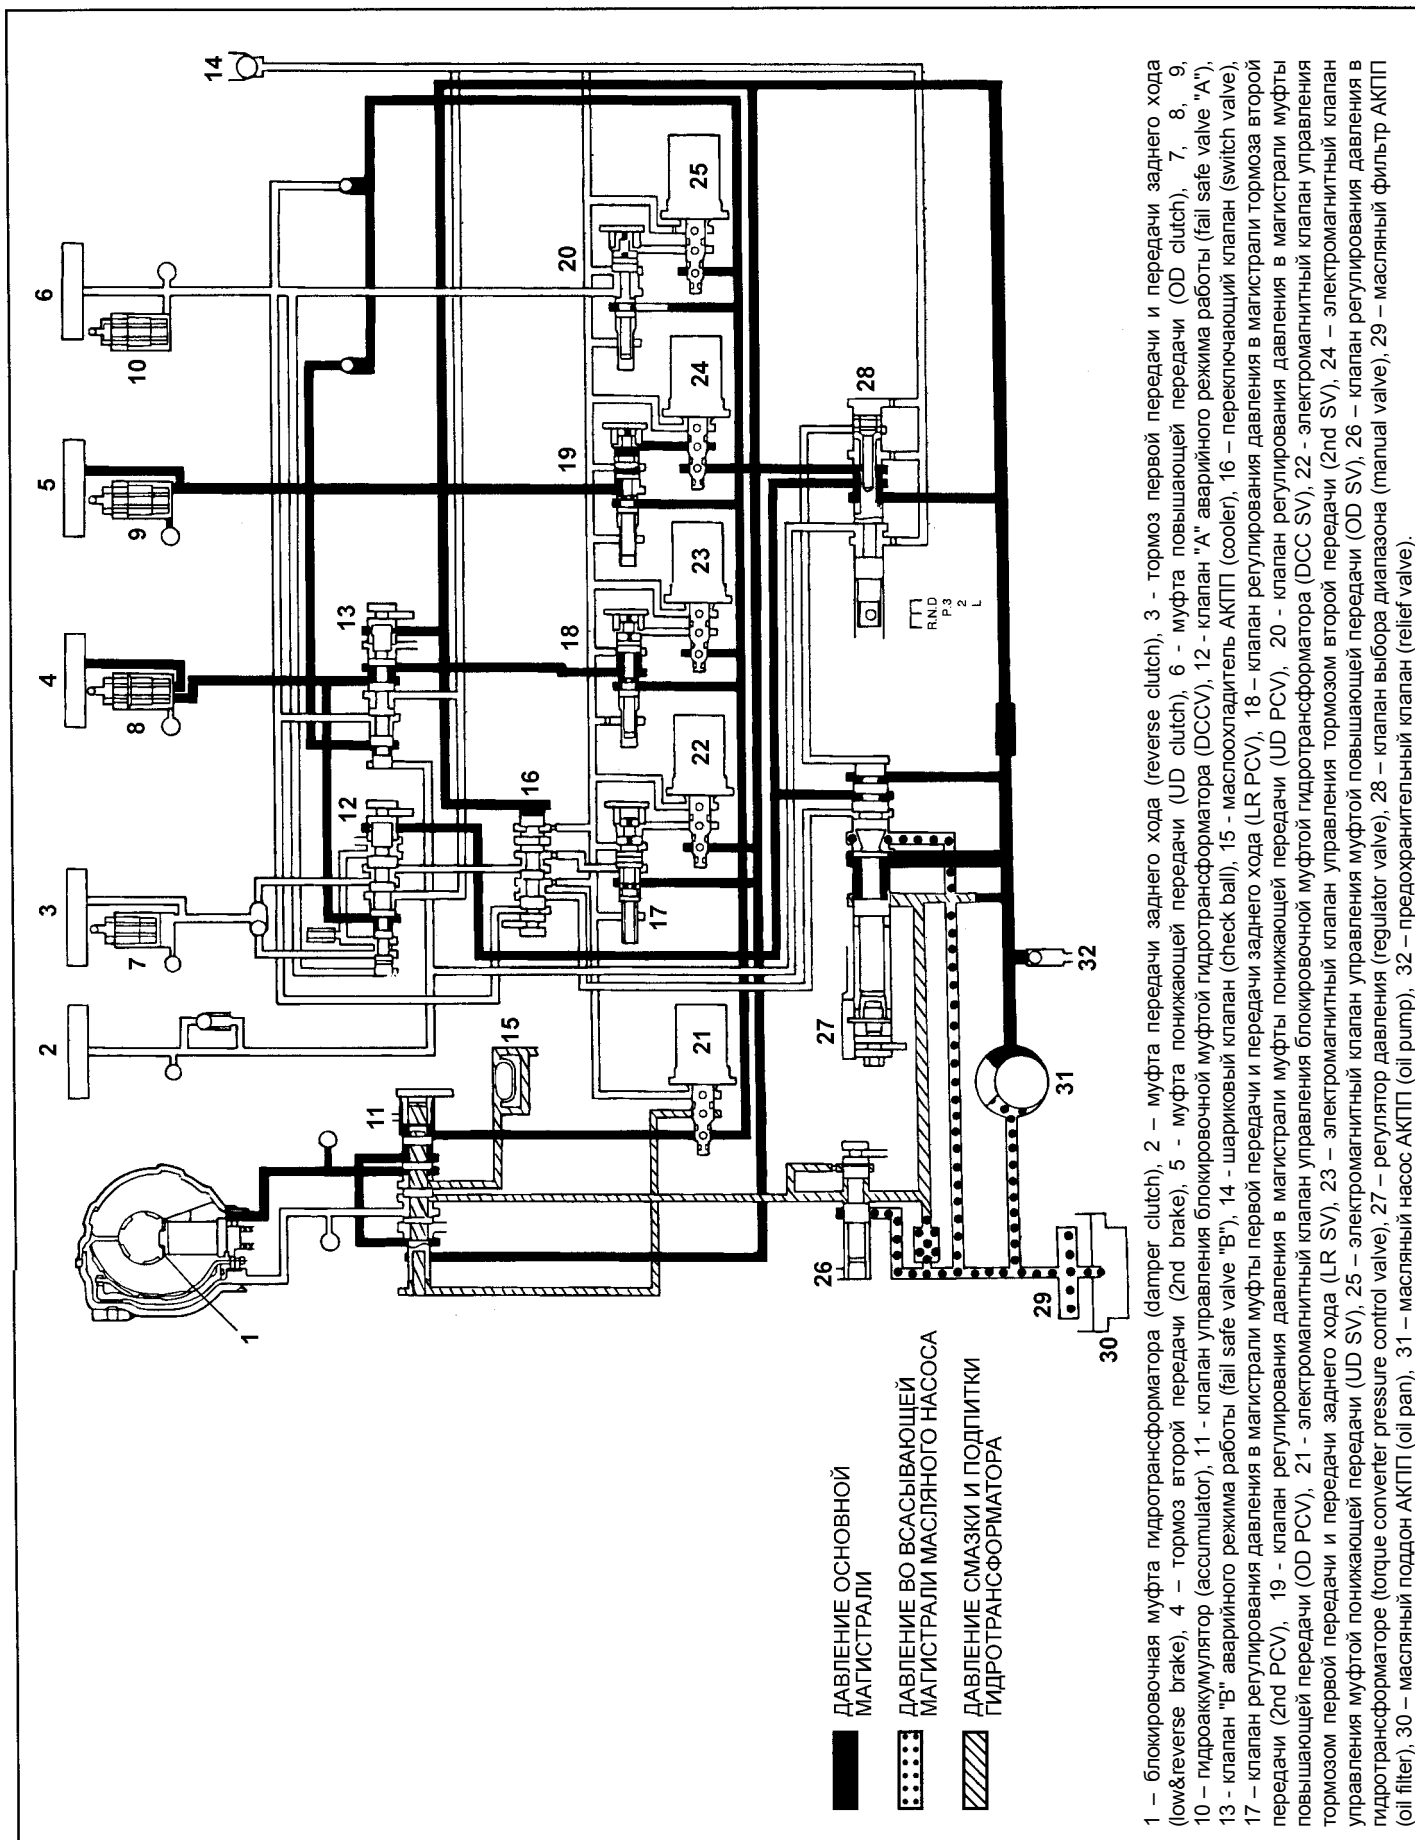 1
2
3
4
5
6
7
8
9
10
11
12
13
14
15
16
17
18
19
20
21
22
23
24
25
26
27
28
R.N.D
P.3
2
L
29
30
31
32
ДАВЛЕНИЕ ОСНОВНОЙ
МАГИСТРАЛИ
ДАВЛЕНИЕ ВО ВСАСЫВАЮЩЕЙ
МАГИСТРАЛИ МАСЛЯНОГО НАСОСА
ДАВЛЕНИЕ СМАЗКИ И ПОДПИТКИ
ГИДРОТРАНСФОРМАТОРА
1 – блокировочная муфта гидротрансформатора (damper clutch), 2 – муфта передачи заднего хода (reverse clutch), 3 - тормоз первой передачи и передачи заднего хода
(low&reverse brake), 4 – тормоз второй передачи (2nd brake), 5 - муфта понижающей передачи (UD clutch), 6 - муфта повышающей передачи (OD clutch), 7, 8, 9,
10 – гидроаккумулятор (accumulator), 11 - клапан управления блокировочной муфтой гидротрансформатора (DCCV), 12 - клапан "А" аварийного режима работы (fail safe valve "A"),
13 - клапан "В" аварийного режима работы (fail safe valve "B"), 14 - шариковый клапан (check ball), 15 - маслоохладитель АКПП (cooler), 16 – переключающий клапан (switch valve),
17 – клапан регулирования давления в магистрали муфты первой передачи и передачи заднего хода (LR PCV), 18 – клапан регулирования давления в магистрали тормоза второй
передачи (2nd PCV), 19 - клапан регулирования давления в магистрали муфты понижающей передачи (UD PCV), 20 - клапан регулирования давления в магистрали муфты
повышающей передачи (OD PCV), 21 - электромагнитный клапан управления блокировочной муфтой гидротрансформатора (DCC SV), 22 - электромагнитный клапан управления
тормозом первой передачи и передачи заднего хода (LR SV), 23 – электромагнитный клапан управления тормозом второй передачи (2nd SV), 24 – электромагнитный клапан
управления муфтой понижающей передачи (UD SV), 25 – электромагнитный клапан управления муфтой повышающей передачи (OD SV), 26 – клапан регулирования давления в
гидротрансформаторе (torque converter pressure control valve), 27 – регулятор давления (regulator valve), 28 – клапан выбора диапазона (manual valve), 29 – масляный фильтр АКПП
(oil filter), 30 – масляный поддон АКПП (oil pan), 31 – масляный насос АКПП (oil pump), 32 – предохранительный клапан (relief valve).